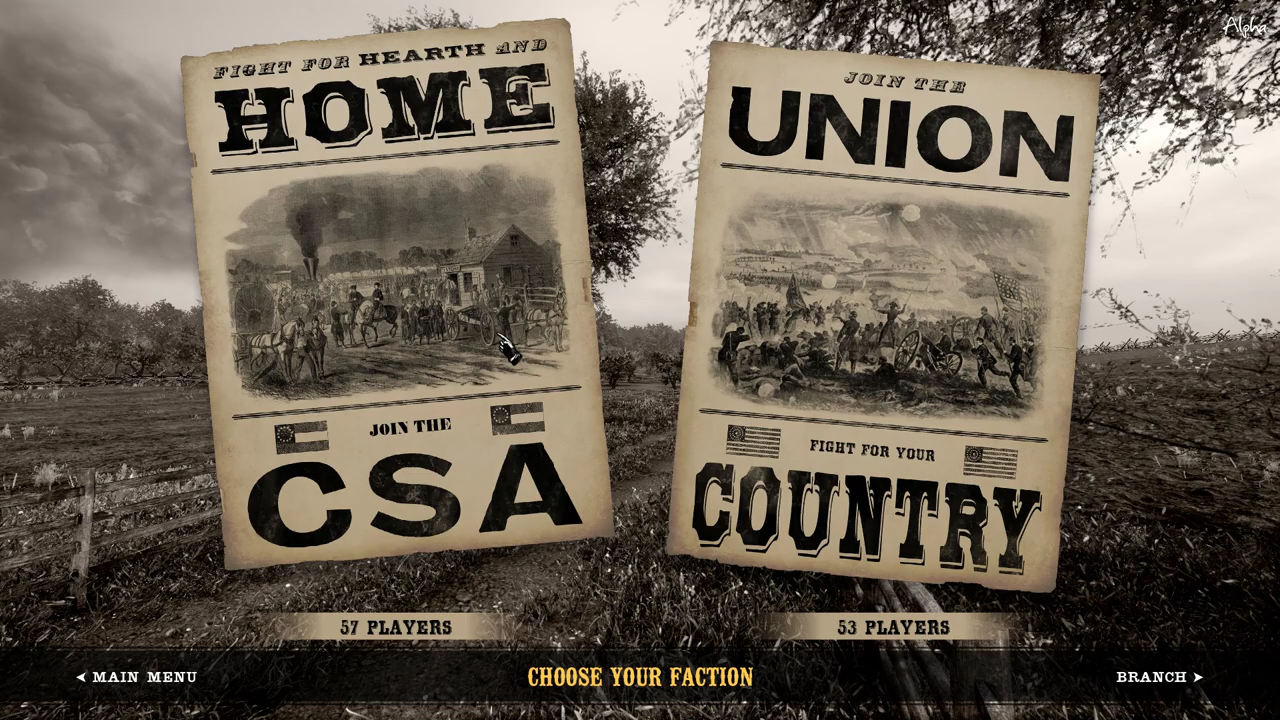 Alpha
FIGHT FOR HEARTH AND
HOME
JOIN THE
CSA
JOIN THE
UNION
FIGHT FOR YOUR
COUNTRY
57 PLAYERS
53 PLAYERS
MAIN MENU
CHOOSE YOUR FACTION
BRANCH